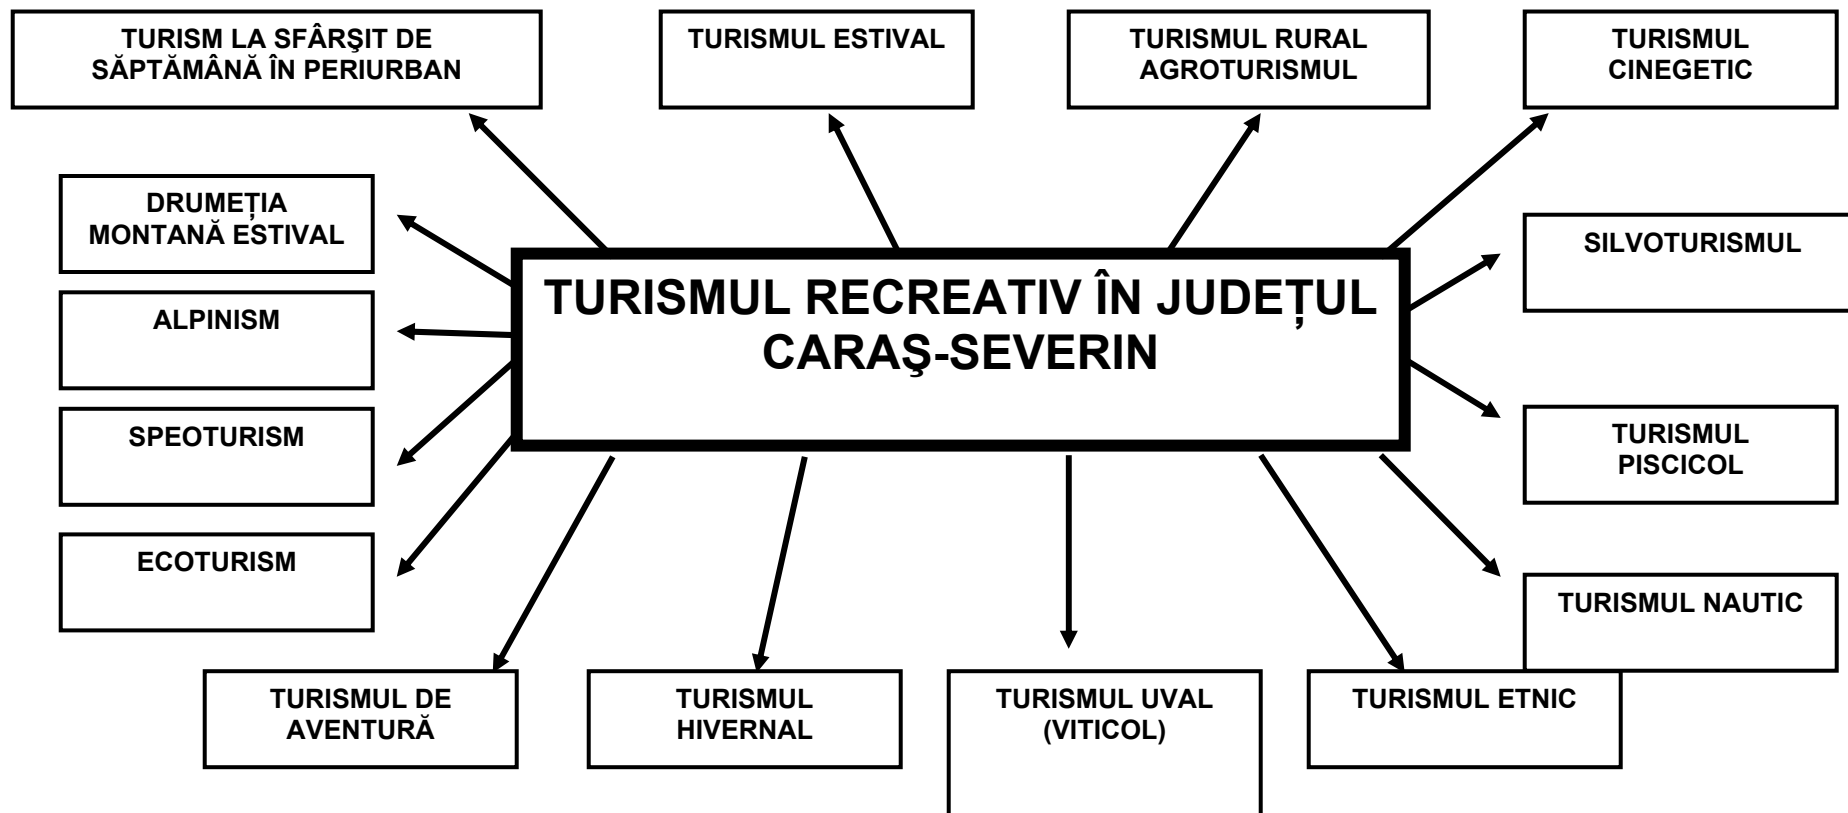 TURISM LA SFÂRŞIT DE
SĂPTĂMÂNĂ ÎN PERIURBAN
TURISMUL ESTIVAL
TURISMUL RURAL
AGROTURISMUL
TURISMUL
CINEGETIC
DRUMEȚIA
MONTANĂ ESTIVAL
SILVOTURISMUL
TURISMUL RECREATIV ÎN JUDEȚUL
CARAŞ-SEVERIN
ALPINISM
SPEOTURISM
TURISMUL
PISCICOL
ECOTURISM
TURISMUL NAUTIC
TURISMUL DE
AVENTURĂ
TURISMUL
HIVERNAL
TURISMUL UVAL
(VITICOL)
TURISMUL ETNIC